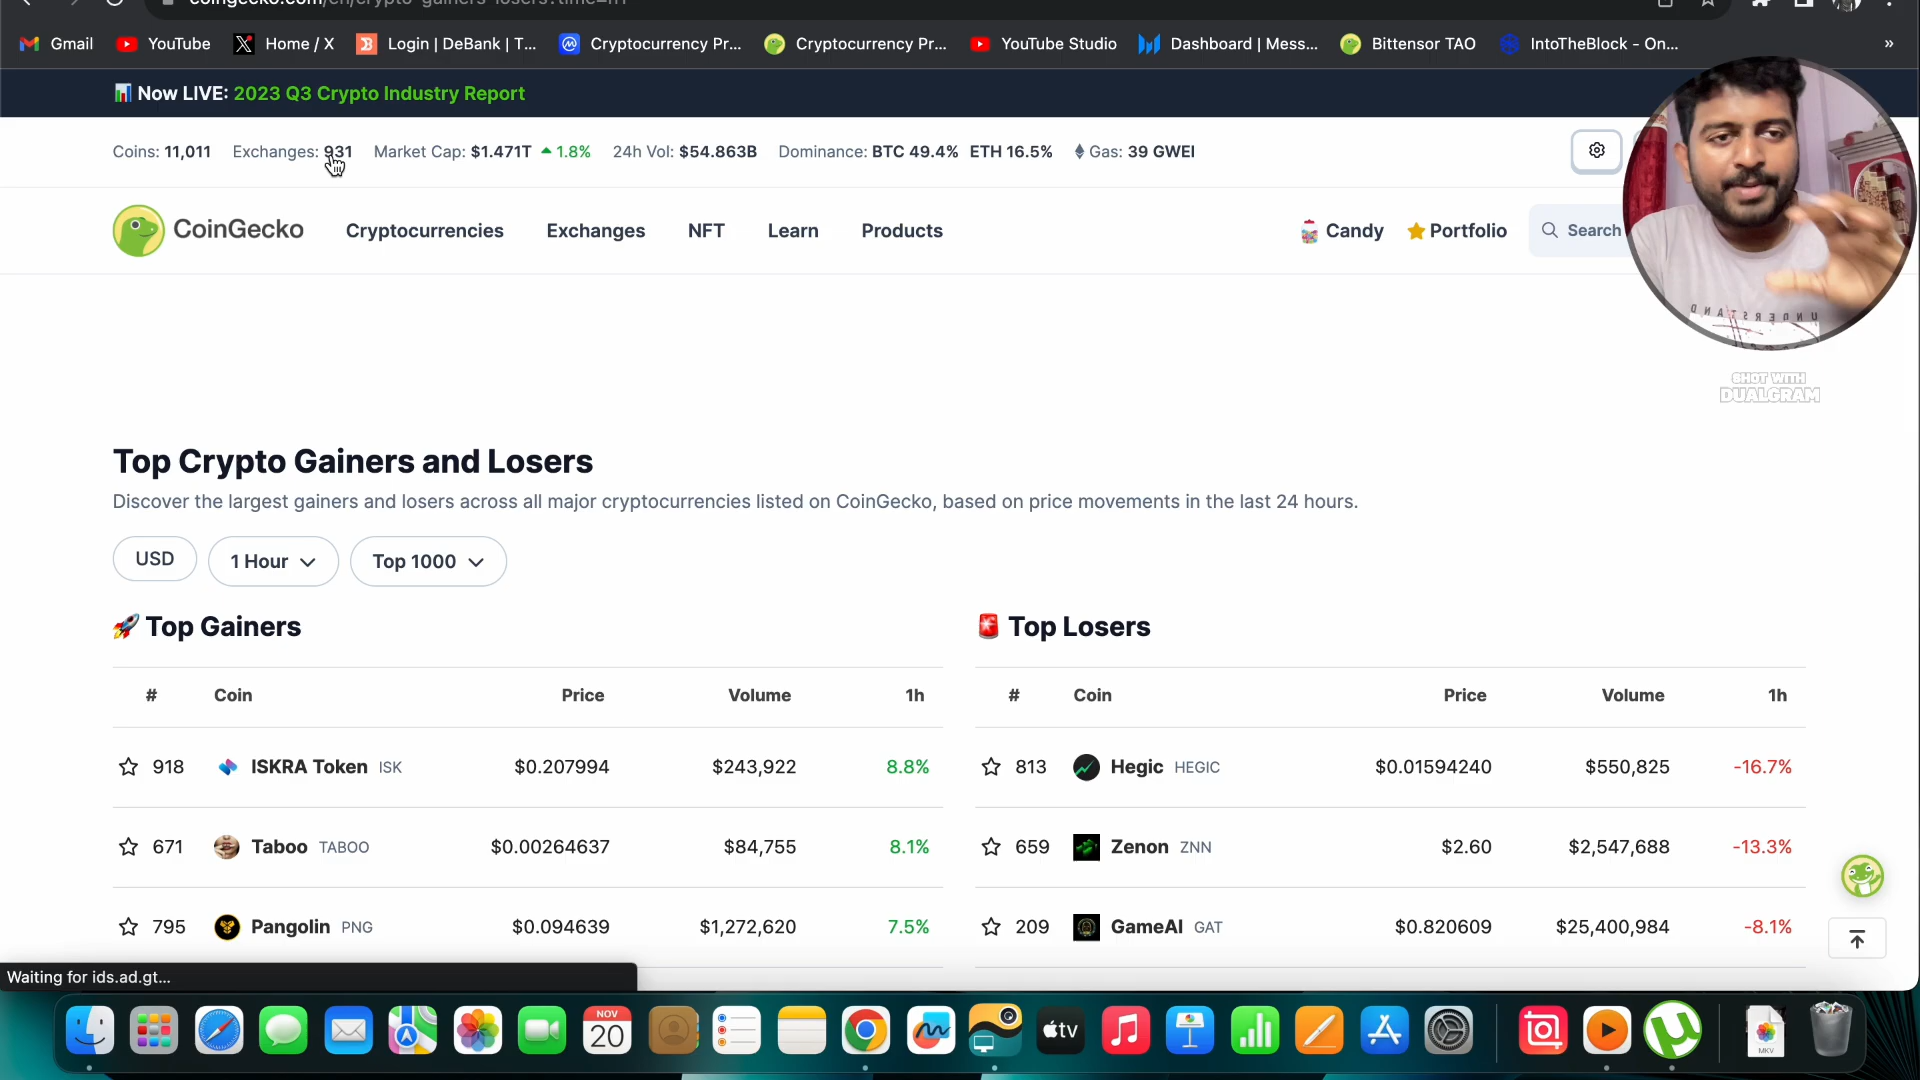 Gmail YouTube Home / X Login | DeBank | T... Cryptocurrency Pr... Cryptocurrency Pr... YouTube Studio Dashboard | Mess... Bittensor TAO IntoTheBlock - On... »
Now LIVE: 2023 Q3 Crypto Industry Report
Coins: 11,011 Exchanges: 931 Market Cap: $1.471T 1.8% 24h Vol: $54.863B Dominance: BTC 49.4% ETH 16.5% Gas: 39 GWEI
CoinGecko Cryptocurrencies Exchanges NFT Learn Products Candy Portfolio Search
SHOT WITH
DUALGRAM
Top Crypto Gainers and Losers
Discover the largest gainers and losers across all major cryptocurrencies listed on CoinGecko, based on price movements in the last 24 hours.
USD 1 Hour Top 1000
Top Gainers
# Coin Price Volume 1h
918 ISKRA Token ISK $0.207994 $243,922 8.8%
671 Taboo TABOO $0.00264637 $84,755 8.1%
795 Pangolin PNG $0.094639 $1,272,620 7.5%
Top Losers
# Coin Price Volume 1h
813 Hegic HEGIC $0.01594240 $550,825 -16.7%
659 Zenon ZNN $2.60 $2,547,688 -13.3%
209 GameAI GAT $0.820609 $25,400,984 -8.1%
Waiting for ids.ad.gt...
NOV
20
tv
MKV